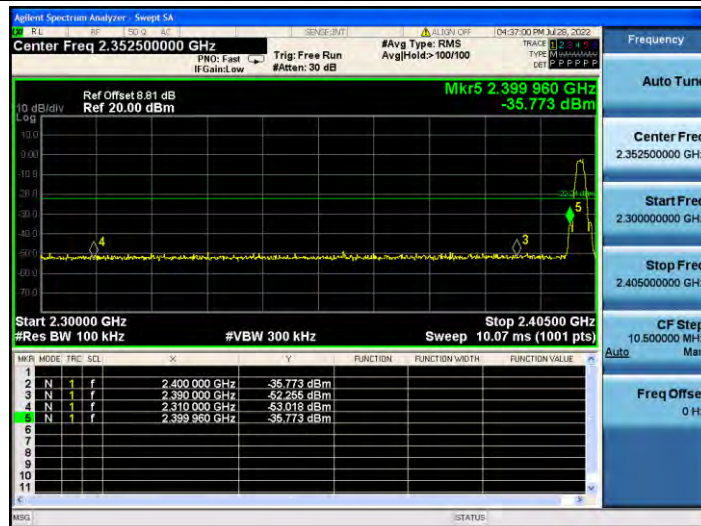 Agilent Spectrum Analyzer - Swept SA
RL RF 50 Ω AC SENSE:INT ALIGN OFF 04:37:00 PM Jul 28, 2022
Center Freq 2.352500000 GHz
PNO: Fast
IFGain:Low
Trig: Free Run
#Atten: 30 dB
#Avg Type: RMS
Avg|Hold:> 100/100
TRACE 1 2 3 4 5 6
TYPE M
DET P P P P P P
Mkr5 2.399 960 GHz
-35.773 dBm
Ref Offset 8.81 dB
10 dB/div Ref 20.00 dBm
Log
10.0
0.00
-10.0
-20.0
-30.0
-40.0
-50.0
-60.0
-70.0
5
4
3
Start 2.30000 GHz Stop 2.40500 GHz
#Res BW 100 kHz #VBW 300 kHz Sweep 10.07 ms (1001 pts)
MKR MODE TRC SCL X Y FUNCTION FUNCTION WIDTH FUNCTION VALUE
1
2 N 1 f 2.400 000 GHz -35.773 dBm
3 N 1 f 2.390 000 GHz -52.255 dBm
4 N 1 f 2.310 000 GHz -53.018 dBm
5 N 1 f 2.399 960 GHz -35.773 dBm
6
7
8
9
10
11
MSG STATUS
Frequency
Auto Tune
Center Freq
2.352500000 GH
Start Freq
2.300000000 GH
Stop Freq
2.405000000 GH
CF Step
10.500000 MH
Auto Man
Freq Offse
0 H